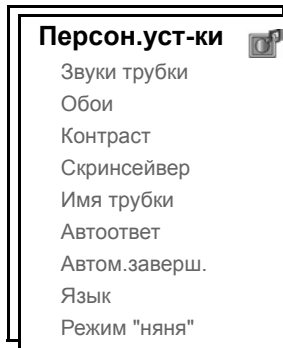 Персон.уст-ки
Звуки трубки
Обои
Контраст
Скринсейвер
Имя трубки
Автоответ
Автом.заверш.
Язык
Режим "няня"